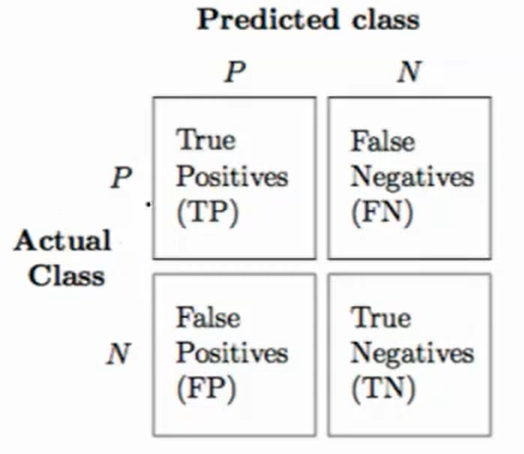 Predicted class
P N
True
Positives
(TP)
False
Negatives
(FN)
P
Actual
Class
N
False
Positives
(FP)
True
Negatives
(TN)